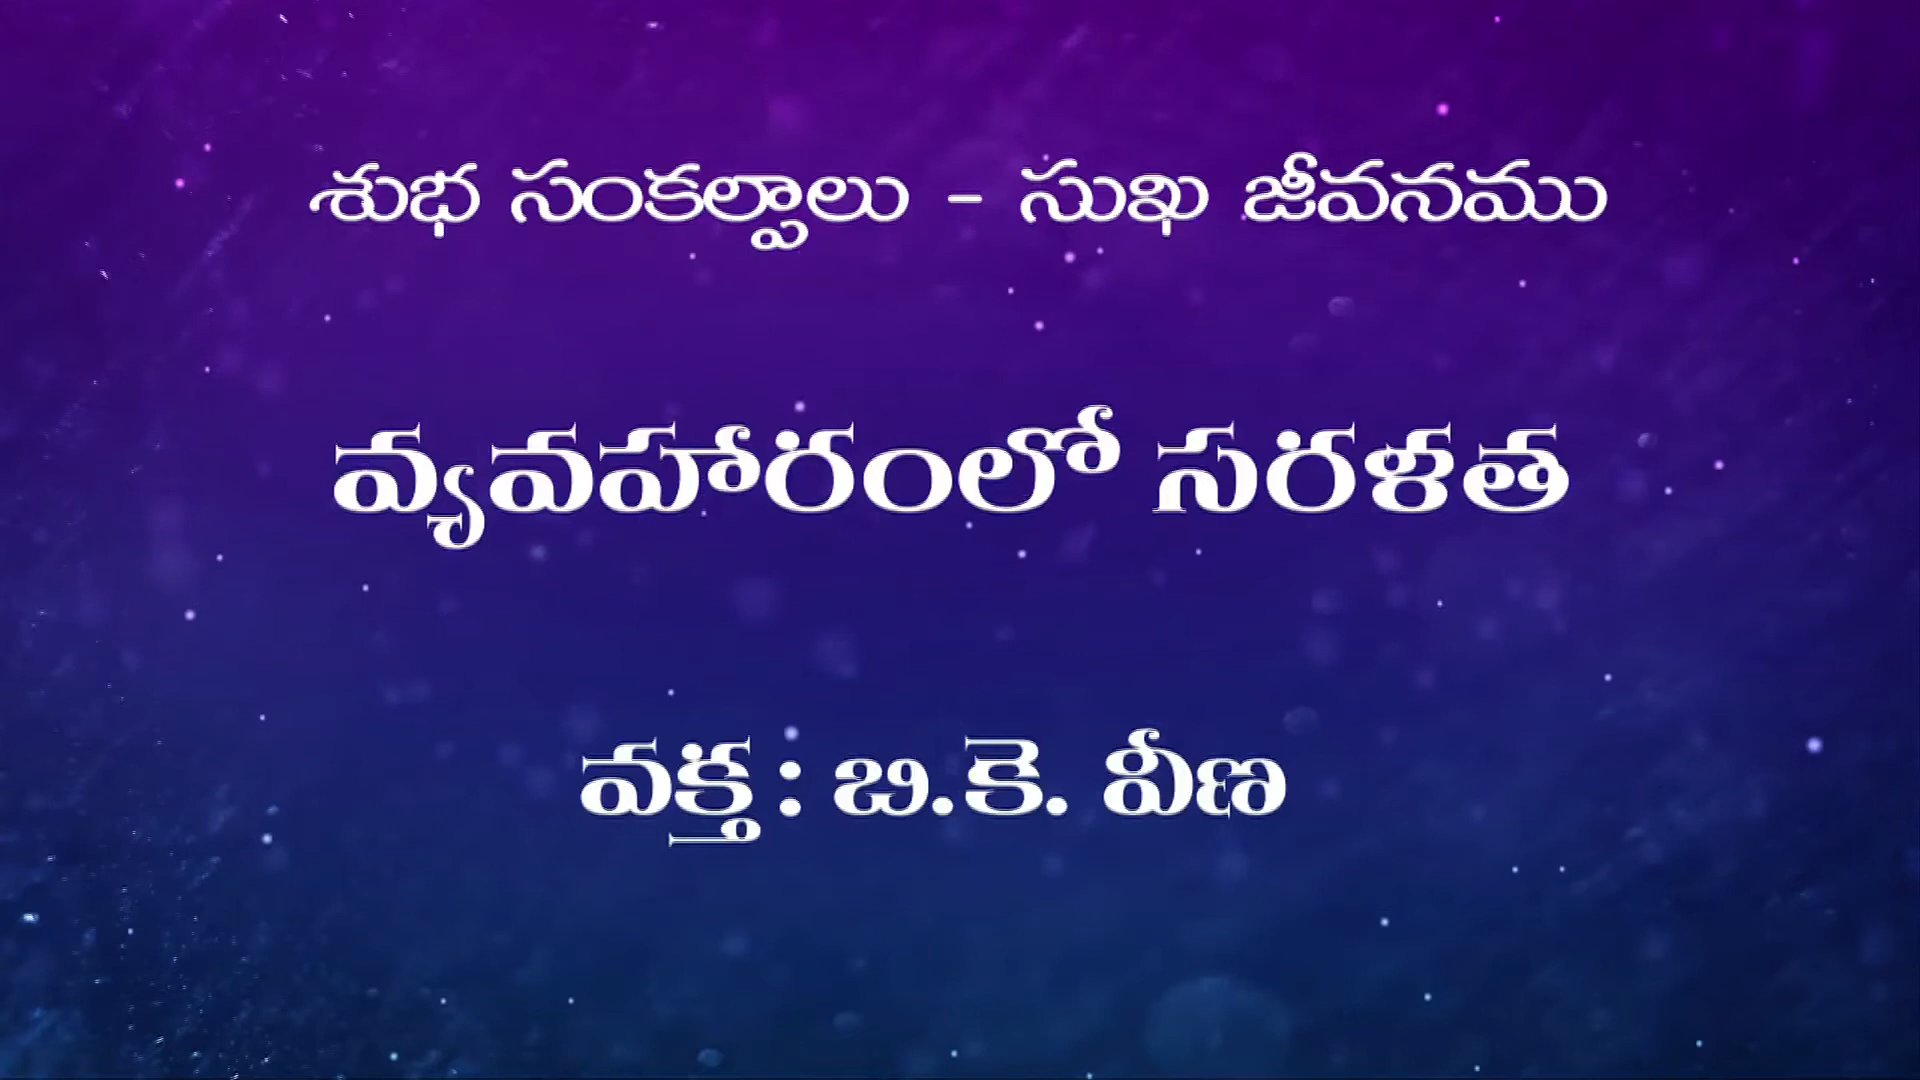 శుభ సంకల్పాలు - సుఖ జీవనము
వ్యవహారంలో సరళత
వక్త : బి.కె. వీణ